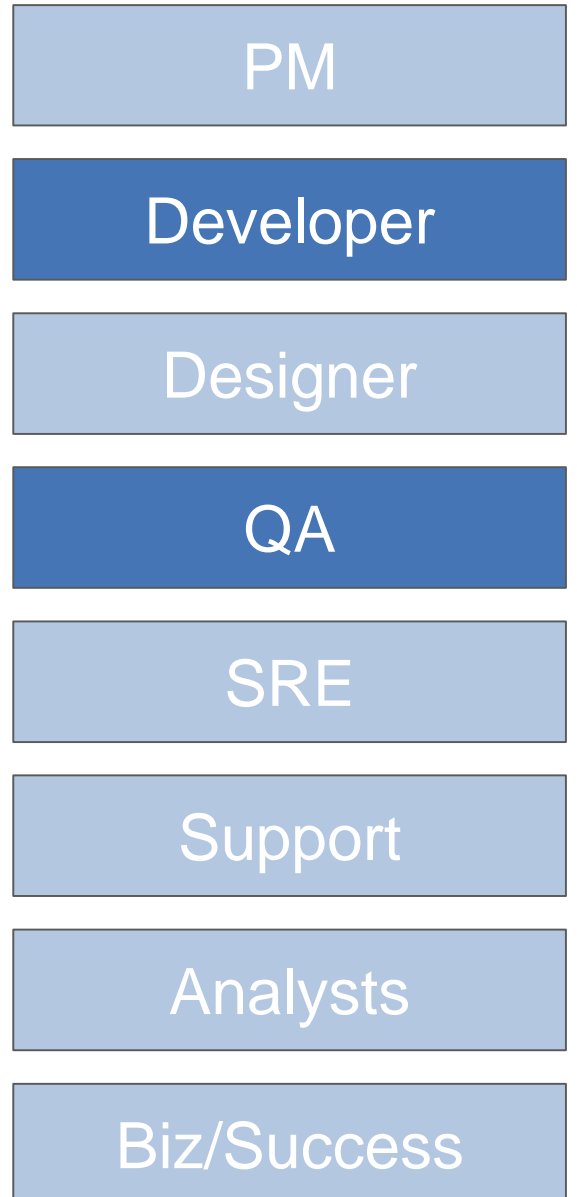 PM
Developer
Designer
QA
SRE
Support
Analysts
Biz/Success